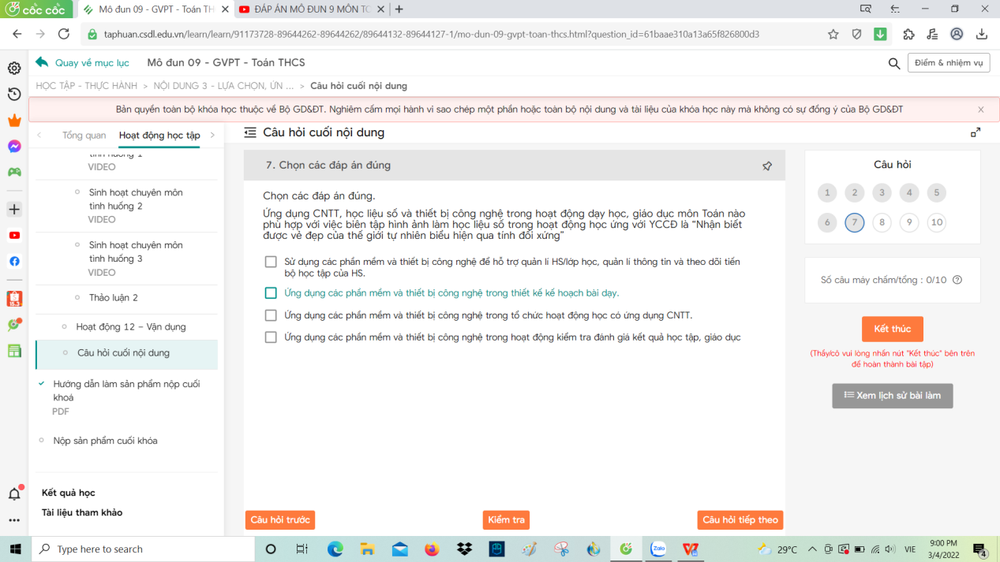 cốc cốc
Mô đun 09 - GVPT - Toán TH
ĐÁP ÁN MÔ ĐUN 9 MÔN TO
taphuan.csdl.edu.vn/learn/learn/91173728-89644262-89644262/89644132-89644127-1/mo-dun-09-gvpt-toan-thcs.html?question_id=61baae310a13a65f826800d3
Quay về mục lục
Mô đun 09 - GVPT - Toán THCS
Điểm & nhiệm vụ
HỌC TẬP - THỰC HÀNH > NỘI DUNG 3 - LỰA CHỌN, ỨN ... > Câu hỏi cuối nội dung
Bản quyền toàn bộ khóa học thuộc về Bộ GD&ĐT. Nghiêm cấm mọi hành vi sao chép một phần hoặc toàn bộ nội dung và tài liệu của khóa học này mà không có sự đồng ý của Bộ GD&ĐT
Tổng quan
Hoạt động học tập
tình huống 1
VIDEO
Sinh hoạt chuyên môn
tình huống 2
VIDEO
Sinh hoạt chuyên môn
tình huống 3
VIDEO
Thảo luận 2
Hoạt động 12 – Vận dụng
Câu hỏi cuối nội dung
Hướng dẫn làm sản phẩm nộp cuối
khoá
PDF
Nộp sản phẩm cuối khóa
Kết quả học
Tài liệu tham khảo
Câu hỏi cuối nội dung
7. Chọn các đáp án đúng
Chọn các đáp án đúng.
Ứng dụng CNTT, học liệu số và thiết bị công nghệ trong hoạt động dạy học, giáo dục môn Toán nào
phù hợp với việc biên tập hình ảnh làm học liệu số trong hoạt động học ứng với YCCĐ là “Nhận biết
được vẻ đẹp của thế giới tự nhiên biểu hiện qua tính đối xứng”
Sử dụng các phần mềm và thiết bị công nghệ để hỗ trợ quản lí HS/lớp học, quản lí thông tin và theo dõi tiến
bộ học tập của HS.
Ứng dụng các phần mềm và thiết bị công nghệ trong thiết kế kế hoạch bài dạy.
Ứng dụng các phần mềm và thiết bị công nghệ trong tổ chức hoạt động học có ứng dụng CNTT.
Ứng dụng các phần mềm và thiết bị công nghệ trong hoạt động kiểm tra đánh giá kết quả học tập, giáo dục
Câu hỏi trước
Kiểm tra
Câu hỏi tiếp theo
Câu hỏi
1 2 3 4 5
6 7 8 9 10
Số câu máy chấm/tổng : 0/10
Kết thúc
(Thầy/cô vui lòng nhấn nút "Kết thúc" bên trên
để hoàn thành bài tập)
Xem lịch sử bài làm
15.3
Type here to search
Zalo
29°C
VIE
9:00 PM
3/4/2022
4